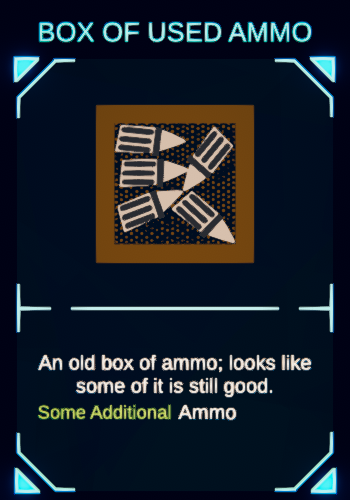 BOX OF USED AMMO
An old box of ammo; looks like
some of it is still good.
Some Additional Ammo